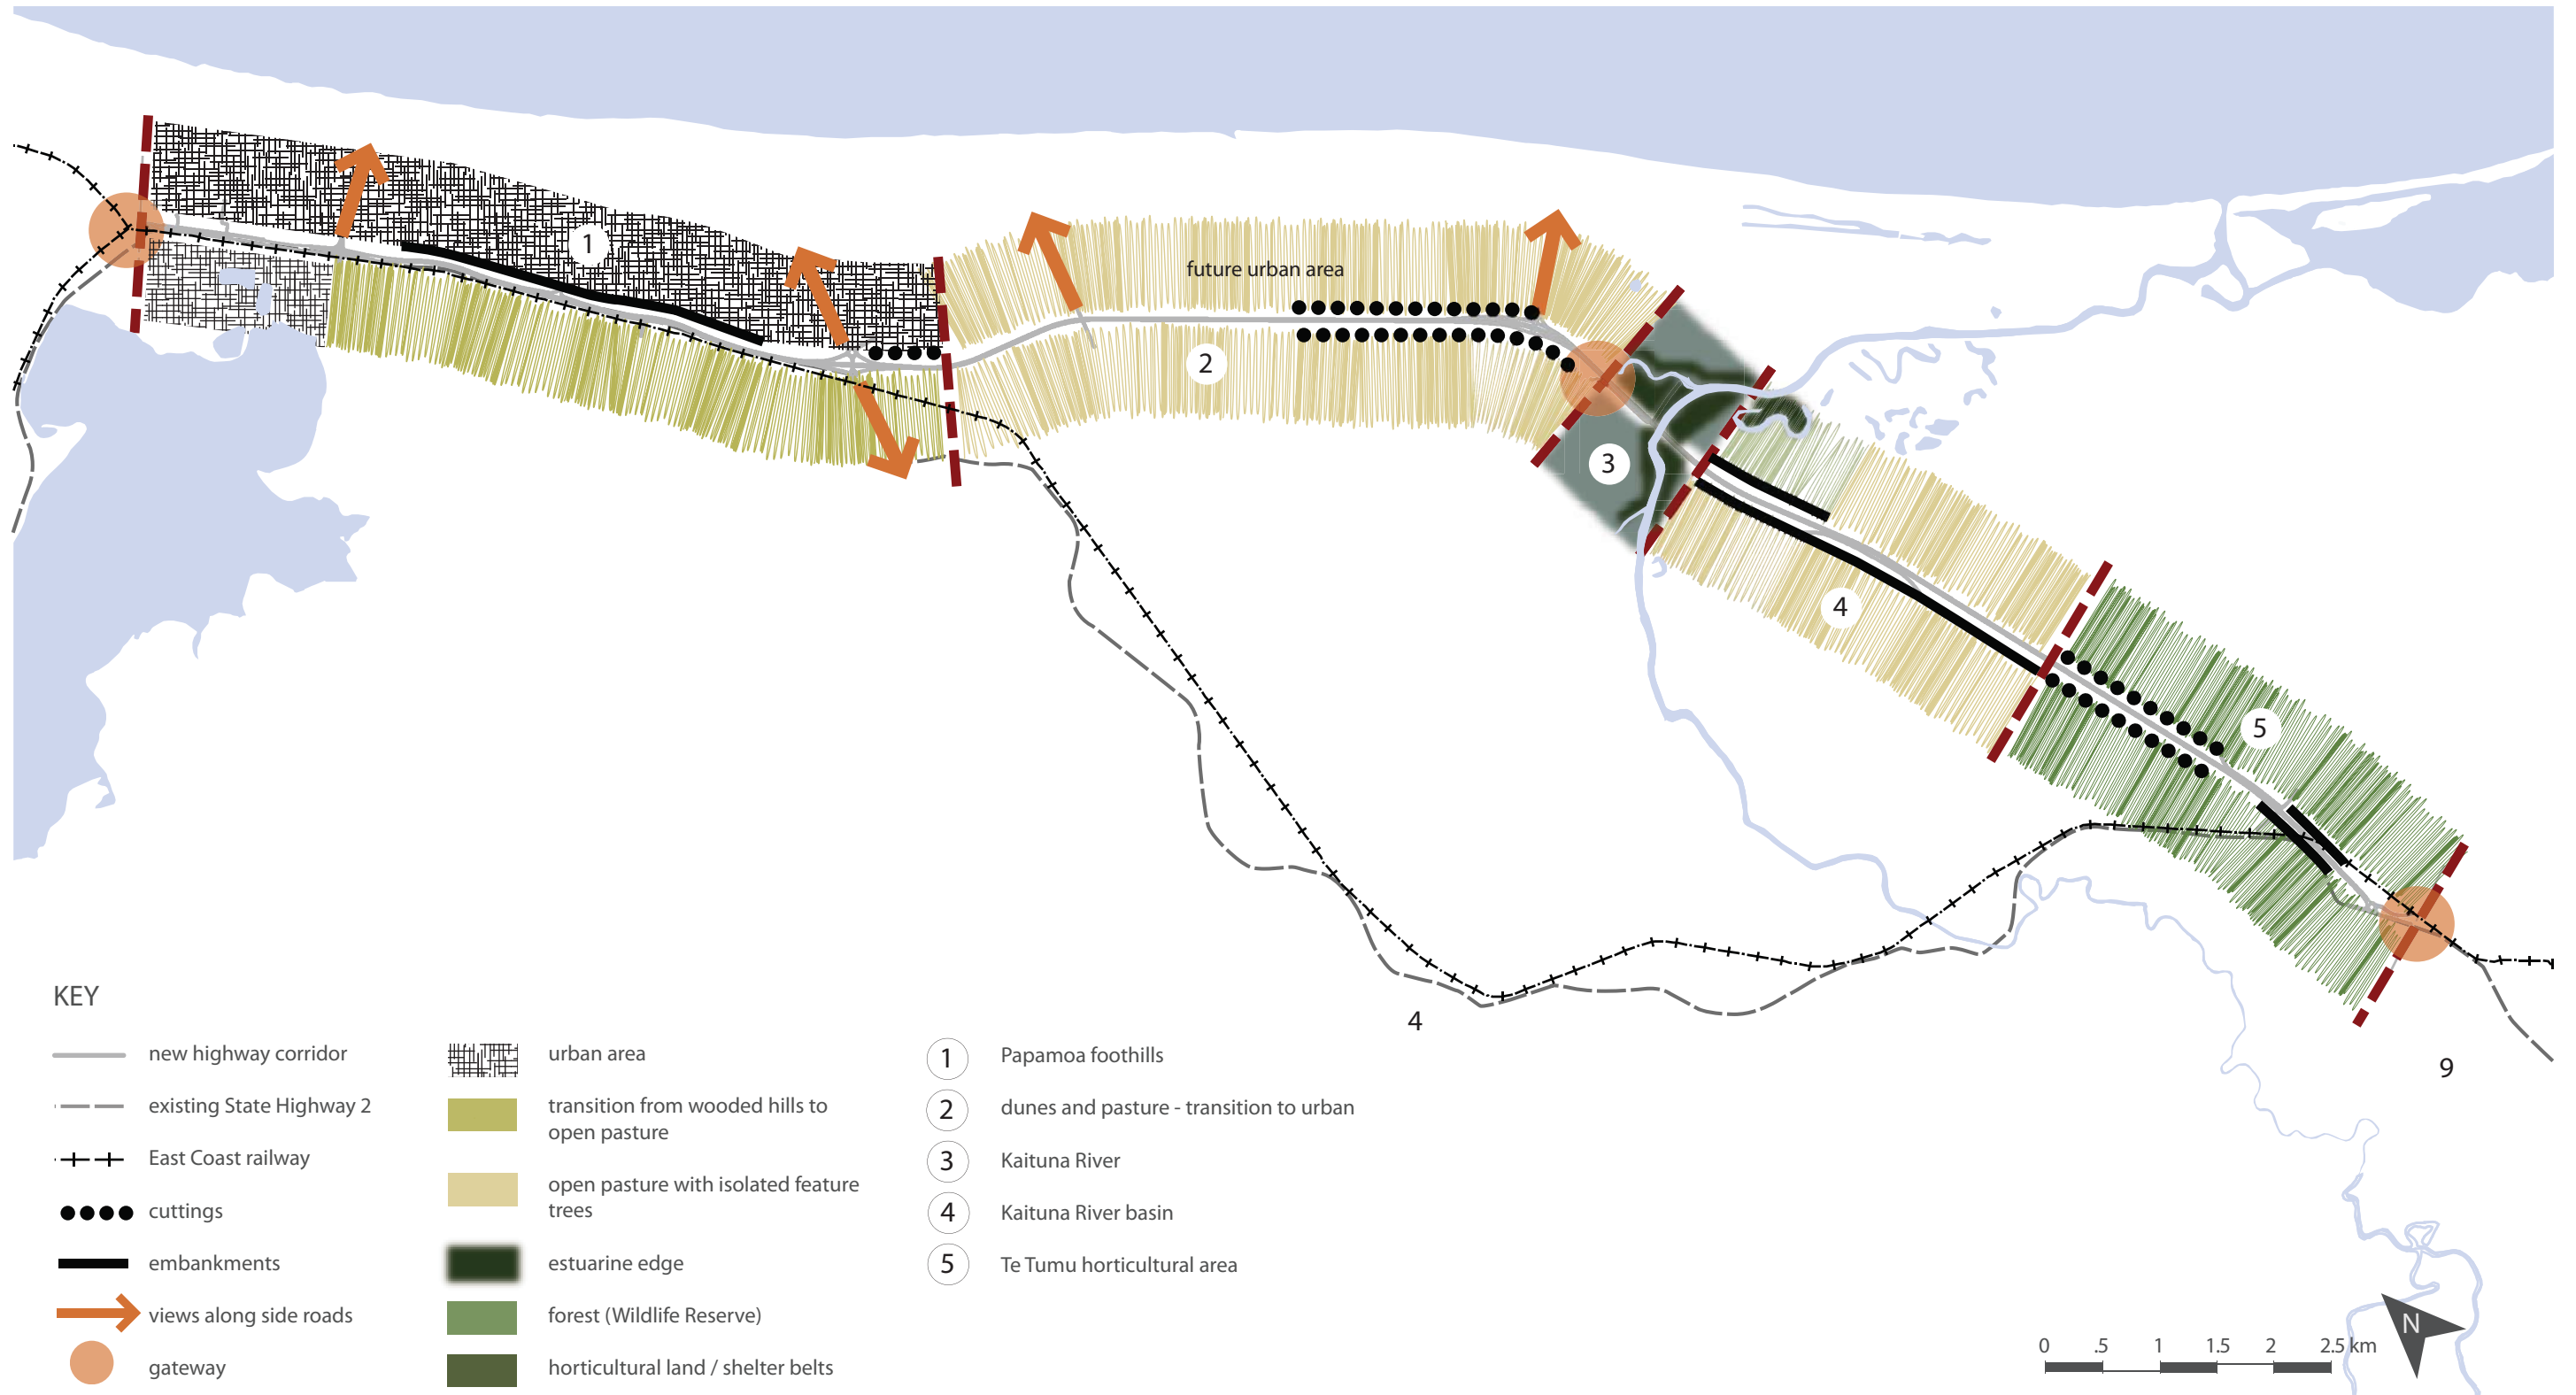 1
future urban area
2
3
4
5
4
9
KEY
new highway corridor
existing State Highway 2
East Coast railway
cuttings
embankments
views along side roads
gateway
urban area
transition from wooded hills to
open pasture
open pasture with isolated feature
trees
estuarine edge
forest (Wildlife Reserve)
horticultural land / shelter belts
1 Papamoa foothills
2 dunes and pasture - transition to urban
3 Kaituna River
4 Kaituna River basin
5 Te Tumu horticultural area
0 .5 1 1.5 2 2.5 km
N